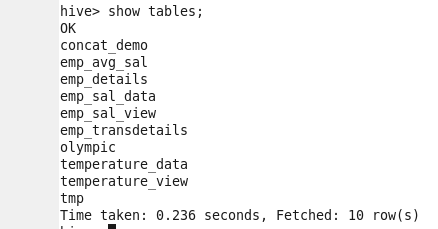 hive> show tables;
OK
concat_demo
emp_avg_sal
emp_details
emp_sal_data
emp_sal_view
emp_transdetails
olympic
temperature_data
temperature_view
tmp
Time taken: 0.236 seconds, Fetched: 10 row(s)